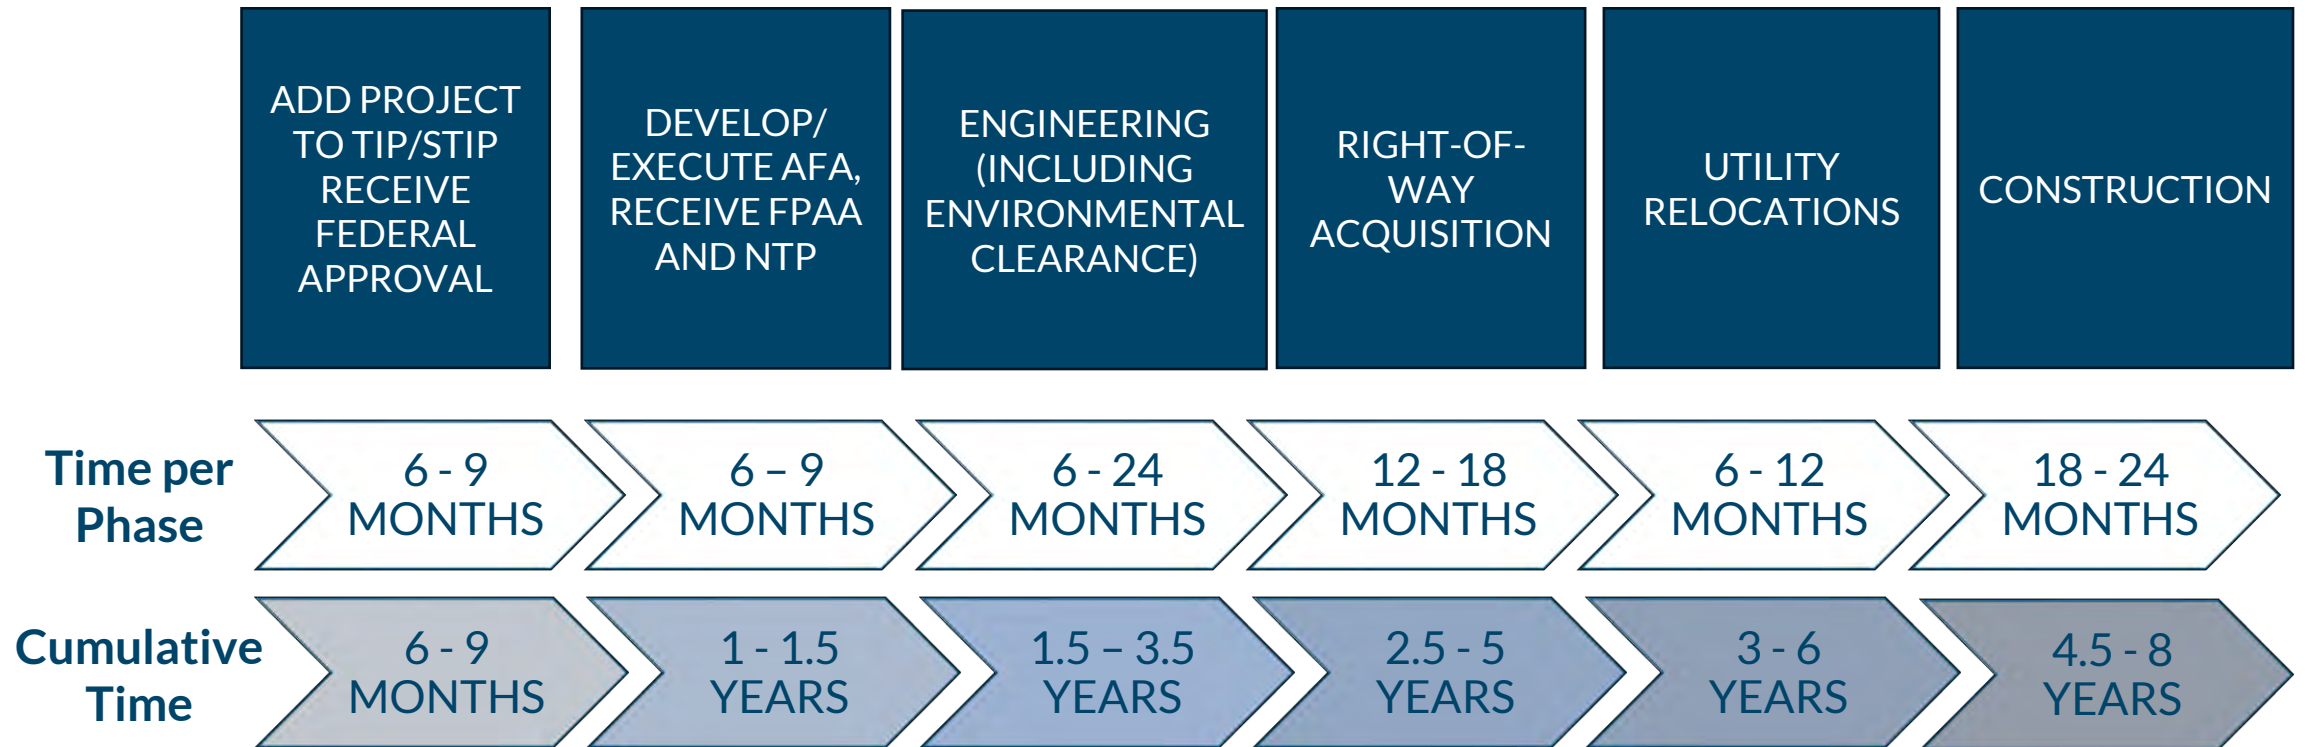 ADD PROJECT
TO TIP/STIP
RECEIVE
FEDERAL
APPROVAL
DEVELOP/
EXECUTE AFA,
RECEIVE FPAA
AND NTP
ENGINEERING
(INCLUDING
ENVIRONMENTAL
CLEARANCE)
RIGHT-OF-
WAY
ACQUISITION
UTILITY
RELOCATIONS
CONSTRUCTION
Time per
Phase
6 - 9
MONTHS
6 – 9
MONTHS
6 - 24
MONTHS
12 - 18
MONTHS
6 - 12
MONTHS
18 - 24
MONTHS
Cumulative
Time
6 - 9
MONTHS
1 - 1.5
YEARS
1.5 – 3.5
YEARS
2.5 - 5
YEARS
3 - 6
YEARS
4.5 - 8
YEARS